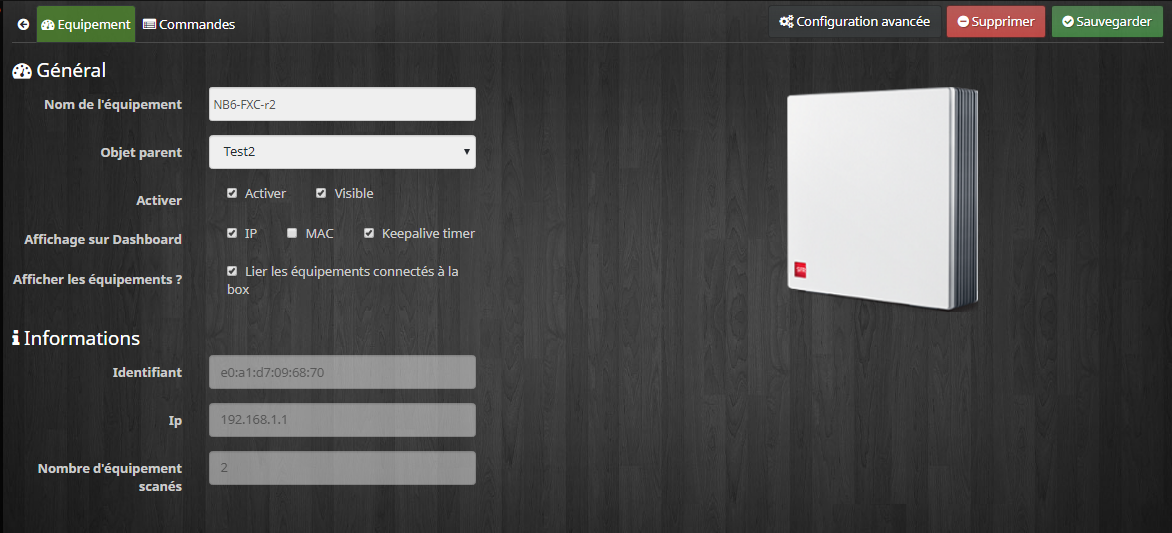 Equipement
Commandes
Configuration avancée
Supprimer
Sauvegarder
Général
Nom de l'équipement
NB6-FXC-r2
Objet parent
Test2
Activer
Activer
Visible
Affichage sur Dashboard
IP
MAC
Keepalive timer
Afficher les équipements ?
Lier les équipements connectés à la
box
Informations
Identifiant
e0:a1:d7:09:68:70
Ip
192.168.1.1
Nombre d'équipement
scanés
2
SFR